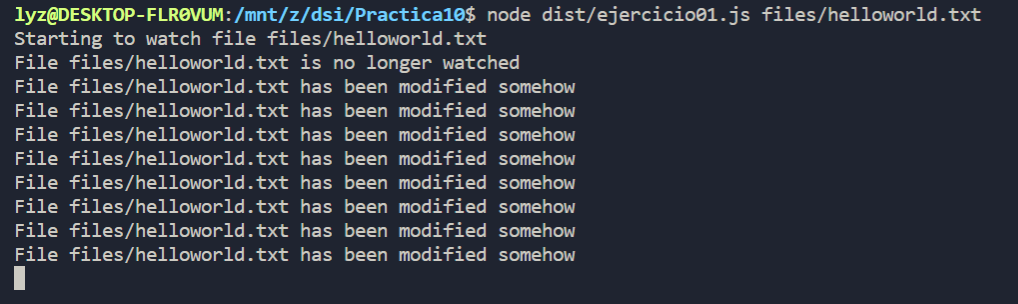 lyz@DESKTOP-FLR0VUM:/mnt/z/dsi/Practica10$ node dist/ejercicio01.js files/helloworld.txt
Starting to watch file files/helloworld.txt
File files/helloworld.txt is no longer watched
File files/helloworld.txt has been modified somehow
File files/helloworld.txt has been modified somehow
File files/helloworld.txt has been modified somehow
File files/helloworld.txt has been modified somehow
File files/helloworld.txt has been modified somehow
File files/helloworld.txt has been modified somehow
File files/helloworld.txt has been modified somehow
File files/helloworld.txt has been modified somehow